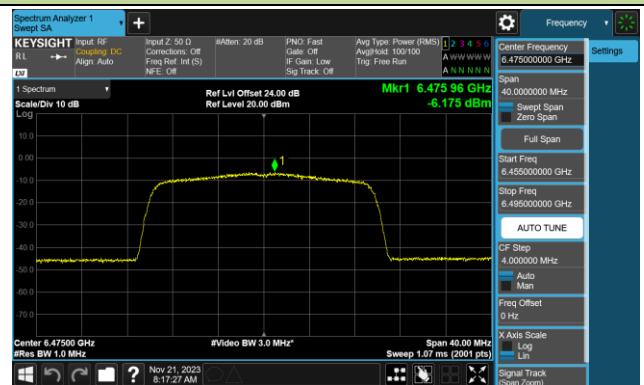 Spectrum Analyzer 1
Swept SA
Frequency
KEYSIGHT
RL
LXI
Input: RF
Coupling: DC
Align: Auto
Input Z: 50 Ω
Corrections: Off
Freq Ref: Int (S)
NFE: Off
#Atten: 20 dB
PNO: Fast
Gate: Off
IF Gain: Low
Sig Track: Off
Avg Type: Power (RMS)
Avg|Hold: 100/100
Trig: Free Run
1 2 3 4 5 6
A W W W W W
A N N N N N
1 Spectrum
Scale/Div 10 dB
Log
Ref Lvl Offset 24.00 dB
Ref Level 20.00 dBm
Mkr1 6.475 96 GHz
-6.175 dBm
10.0
0.00
-10.0
-20.0
-30.0
-40.0
-50.0
-60.0
-70.0
1
Center 6.47500 GHz
#Res BW 1.0 MHz
#Video BW 3.0 MHz*
Span 40.00 MHz
Sweep 1.07 ms (2001 pts)
Nov 21, 2023
8:17:27 AM
Center Frequency
6.475000000 GHz
Settings
Span
40.0000000 MHz
Swept Span
Zero Span
Full Span
Start Freq
6.455000000 GHz
Stop Freq
6.495000000 GHz
AUTO TUNE
CF Step
4.000000 MHz
Auto
Man
Freq Offset
0 Hz
X Axis Scale
Log
Lin
Signal Track
(Span Zoom)